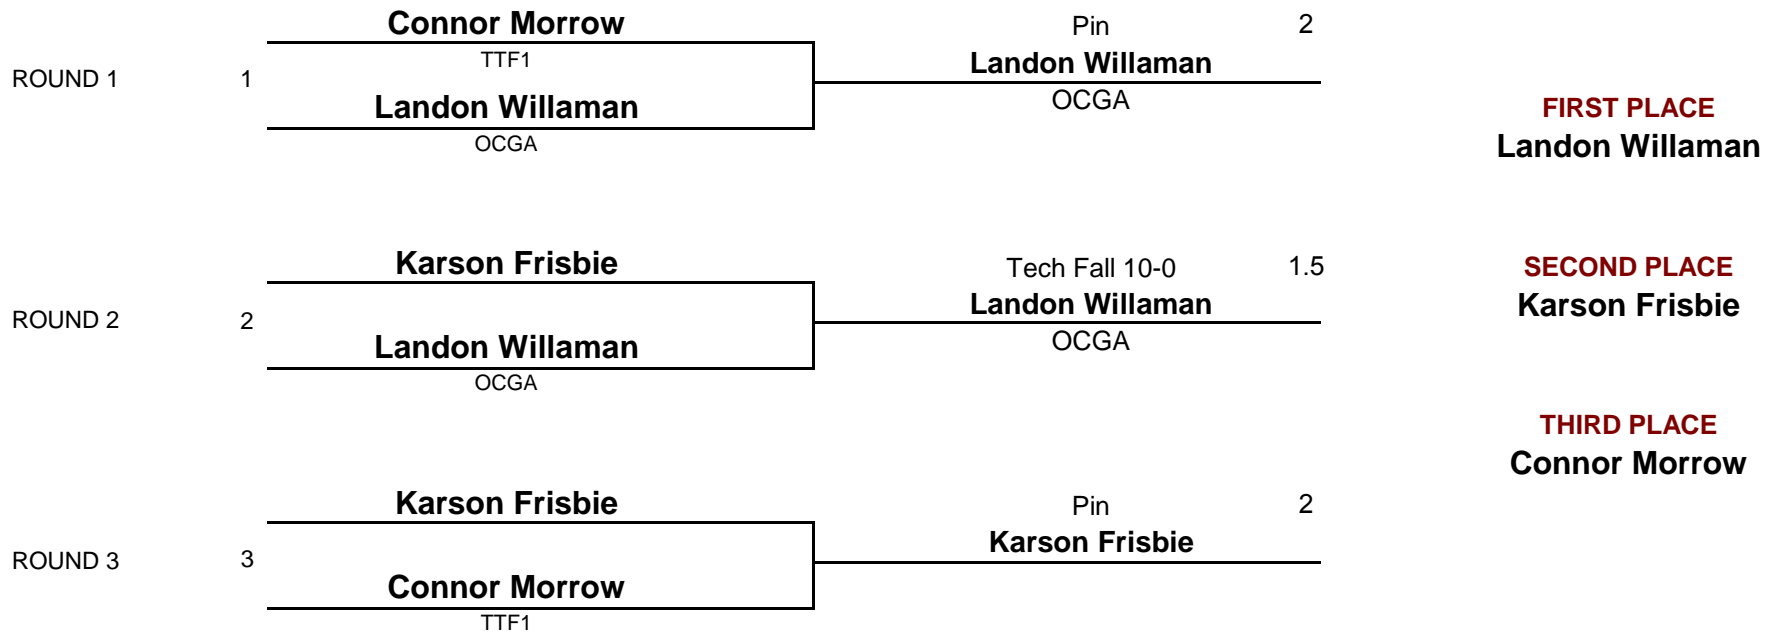 Connor Morrow
TTF1
ROUND 1
1
Landon Willaman
OCGA
Pin
2
Landon Willaman
OCGA
FIRST PLACE
Landon Willaman
Karson Frisbie
ROUND 2
2
Landon Willaman
OCGA
Tech Fall 10-0
1.5
Landon Willaman
OCGA
SECOND PLACE
Karson Frisbie
THIRD PLACE
Connor Morrow
Karson Frisbie
ROUND 3
3
Connor Morrow
TTF1
Pin
2
Karson Frisbie